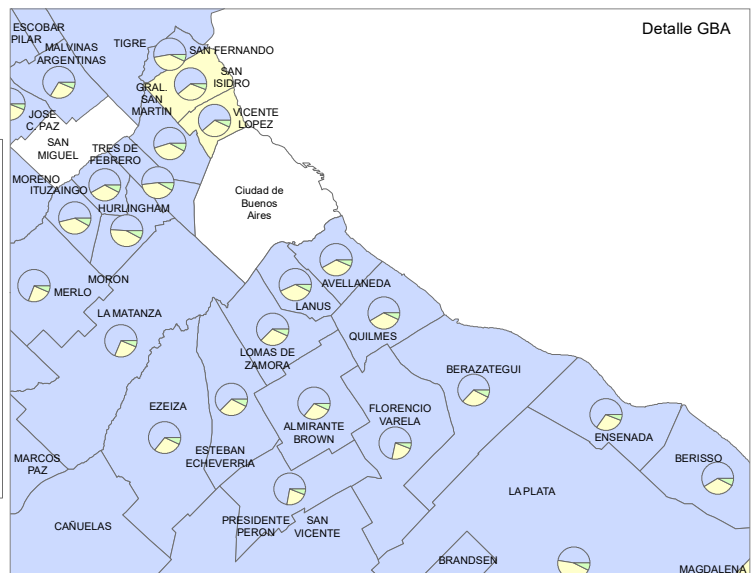 Detalle GBA
ESCOBAR
PILAR
MALVINAS
ARGENTINAS
TIGRE
SAN FERNANDO
SAN
ISIDRO
GRAL.
SAN
MARTIN
VICENTE
LOPEZ
JOSE
C. PAZ
SAN
MIGUEL
TRES DE
FEBRERO
MORENO
ITUZAINGO
HURLINGHAM
Ciudad de
Buenos
Aires
MORON
MERLO
AVELLANEDA
LANUS
LA MATANZA
QUILMES
LOMAS DE
ZAMORA
BERAZATEGUI
EZEIZA
ALMIRANTE
BROWN
FLORENCIO
VARELA
ENSENADA
ESTEBAN
ECHEVERRIA
MARCOS
PAZ
BERISSO
LA PLATA
CAÑUELAS
PRESIDENTE
PERON
SAN
VICENTE
BRANDSEN
MAGDALENA